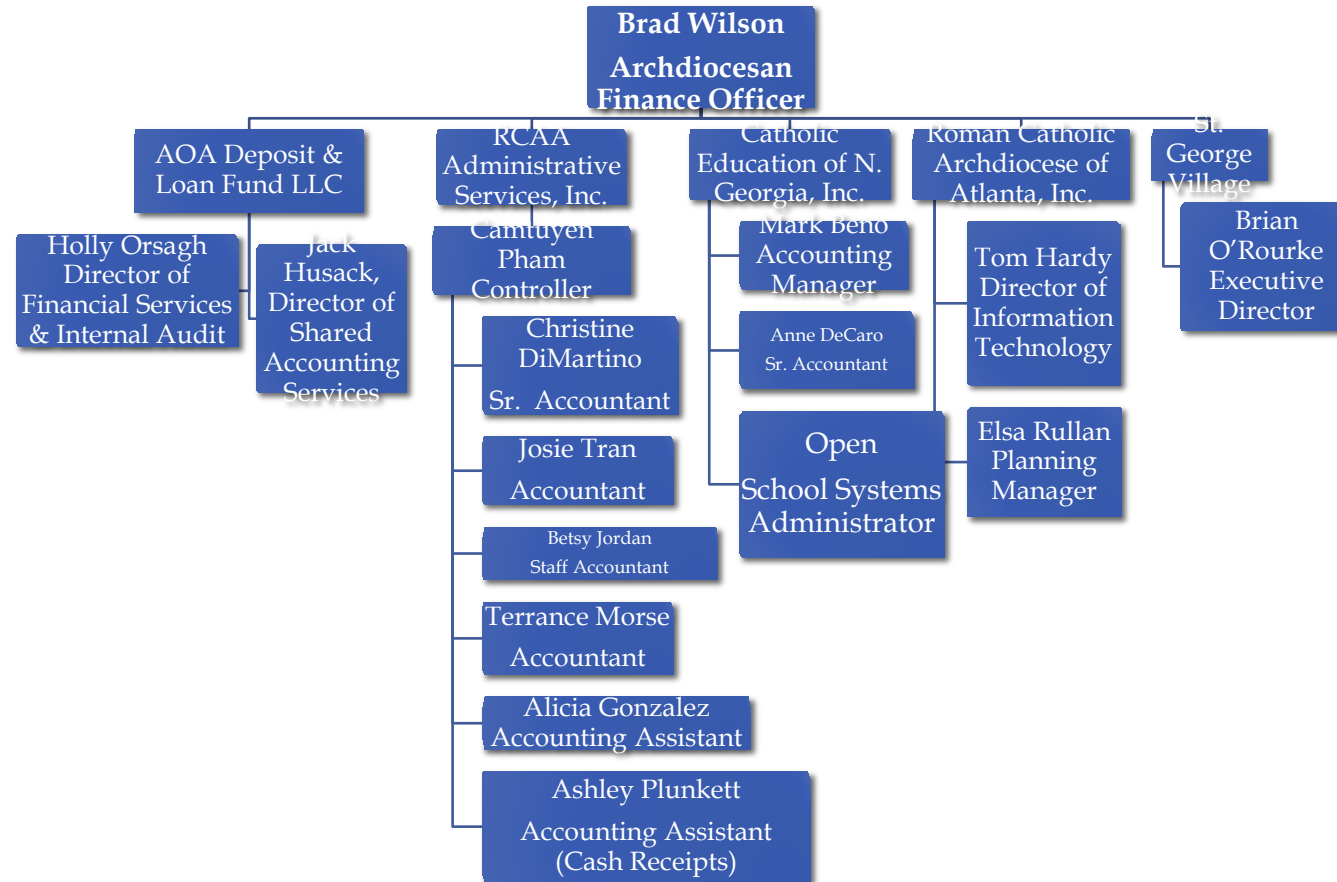 Brad Wilson
Archdiocesan
Finance Officer
AOA Deposit &
Loan Fund LLC
Holly Orsagh
Director of
Financial Services
& Internal Audit
Jack
Husack,
Director of
Shared
Accounting
Services
RCAA
Administrative
Services, Inc.
Camtuyen
Pham
Controller
Christine
DiMartino
Sr. Accountant
Josie Tran
Accountant
Betsy Jordan
Staff Accountant
Terrance Morse
Accountant
Alicia Gonzalez
Accounting Assistant
Ashley Plunkett
Accounting Assistant
(Cash Receipts)
Catholic
Education of N.
Georgia, Inc.
Mark Beno
Accounting
Manager
Anne DeCaro
Sr. Accountant
Open
School Systems
Administrator
Roman Catholic
Archdiocese of
Atlanta, Inc.
Tom Hardy
Director of
Information
Technology
Elsa Rullan
Planning
Manager
St.
George
Village
Brian
O’Rourke
Executive
Director